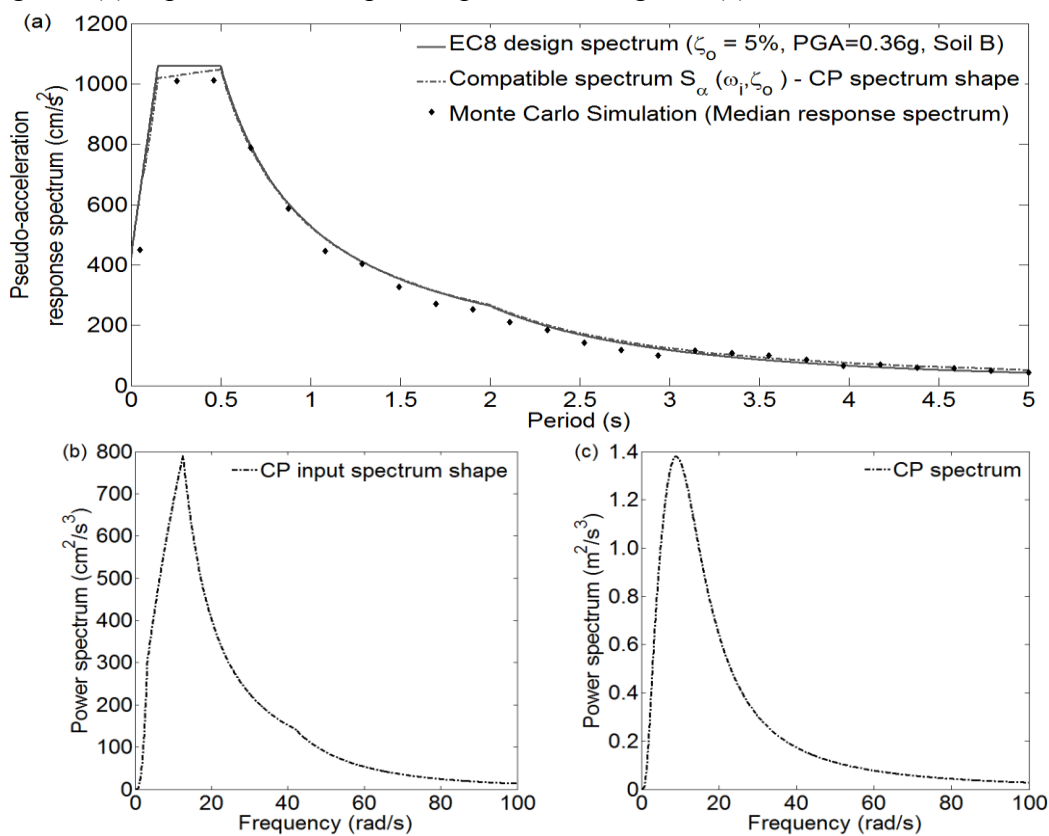 (a)
1200
1000
800
600
400
200
0
Pseudo-acceleration
response spectrum (cm/s²)
EC8 design spectrum (ζo = 5%, PGA=0.36g, Soil B)
Compatible spectrum Sα (ωi,ζo ) - CP spectrum shape
Monte Carlo Simulation (Median response spectrum)
0 0.5 1 1.5 2 2.5 3 3.5 4 4.5 5
Period (s)
(b)
800
700
600
500
400
300
200
100
0
Power spectrum (cm²/s³)
CP input spectrum shape
0 20 40 60 80 100
Frequency (rad/s)
(c)
1.4
1.2
1.0
0.8
0.6
0.4
0.2
0
Power spectrum (m²/s³)
CP spectrum
0 20 40 60 80 100
Frequency (rad/s)